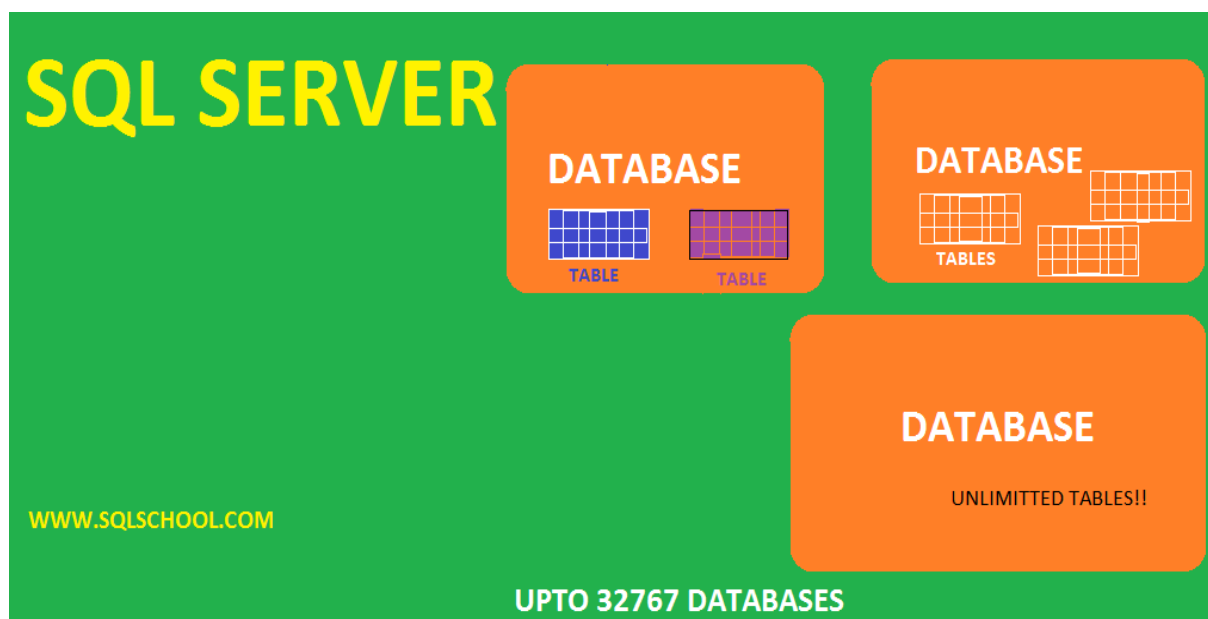 SQL SERVER
DATABASE
TABLE
TABLE
DATABASE
TABLES
DATABASE
UNLIMITTED TABLES!!
WWW.SQLSCHOOL.COM
UPTO 32767 DATABASES